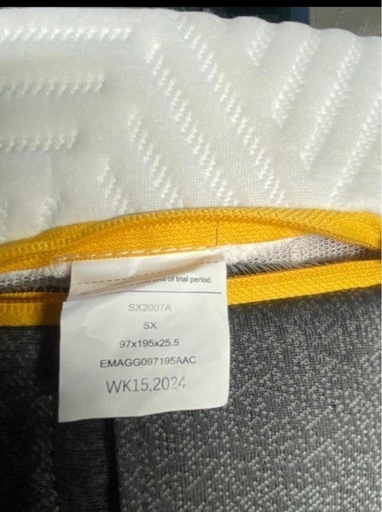 of trial period.
SX2007A
SX
97x195x25.5
EMAGG097195AAC
WK15,2024